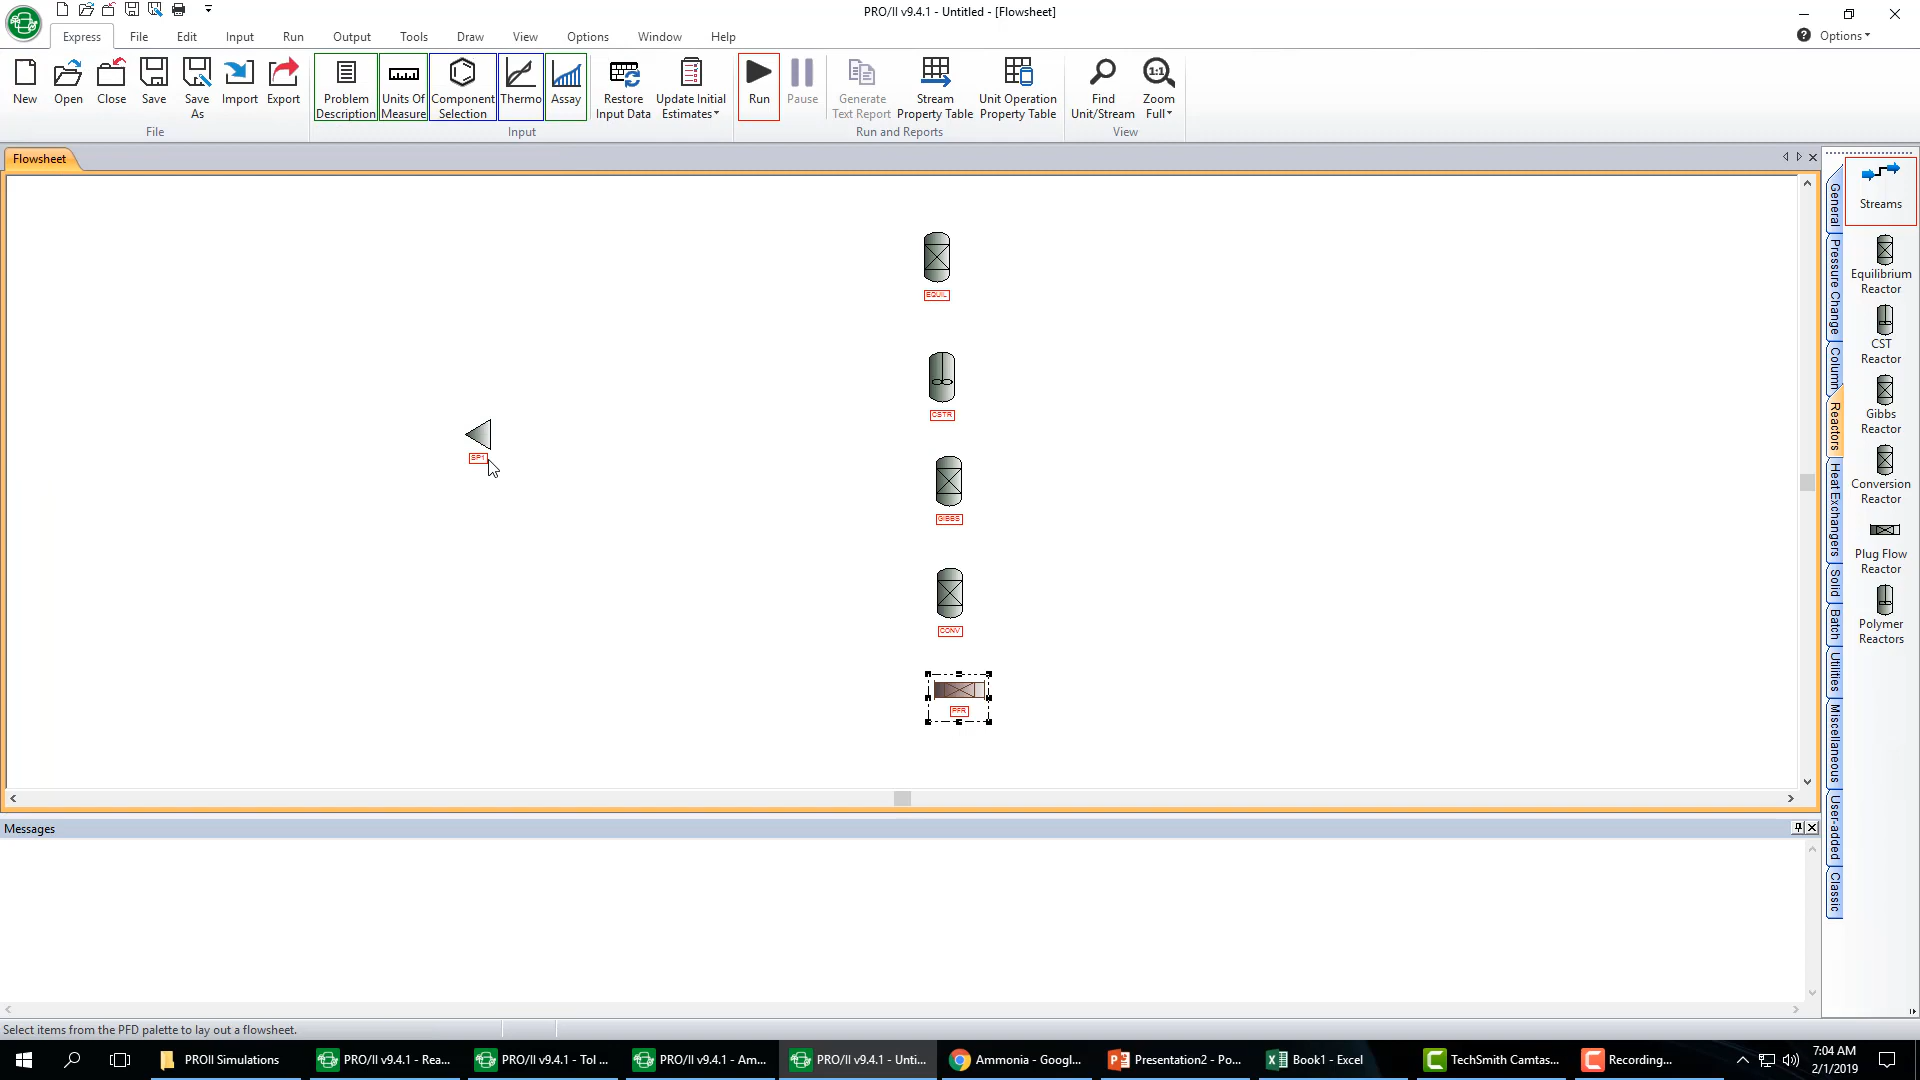 PRO/II v9.4.1 - Untitled - [Flowsheet]
Express File Edit Input Run Output Tools Draw View Options Window Help
Options
New Open Close Save Save As Import Export
File
Problem Description Units Of Measure Component Selection Thermo Assay Restore Input Data Update Initial Estimates
Input
Run Pause Generate Text Report Stream Property Table Unit Operation Property Table
Run and Reports
Find Unit/Stream Zoom Full
View
Flowsheet
EQUIL
CSTR
SP1
GIBBS
CONV
PFR
General
Pressure Change
Column
Reactors
Heat Exchangers
Solid
Batch
Utilities
Miscellaneous
User-added
Classic
Streams
Equilibrium Reactor
CST Reactor
Gibbs Reactor
Conversion Reactor
Plug Flow Reactor
Polymer Reactors
Messages
Select items from the PFD palette to lay out a flowsheet.
PROII Simulations
PRO/II v9.4.1 - Rea...
PRO/II v9.4.1 - Tol ...
PRO/II v9.4.1 - Am...
PRO/II v9.4.1 - Unti...
Ammonia - Googl...
Presentation2 - Po...
Book1 - Excel
TechSmith Camtas...
Recording...
7:04 AM
2/1/2019